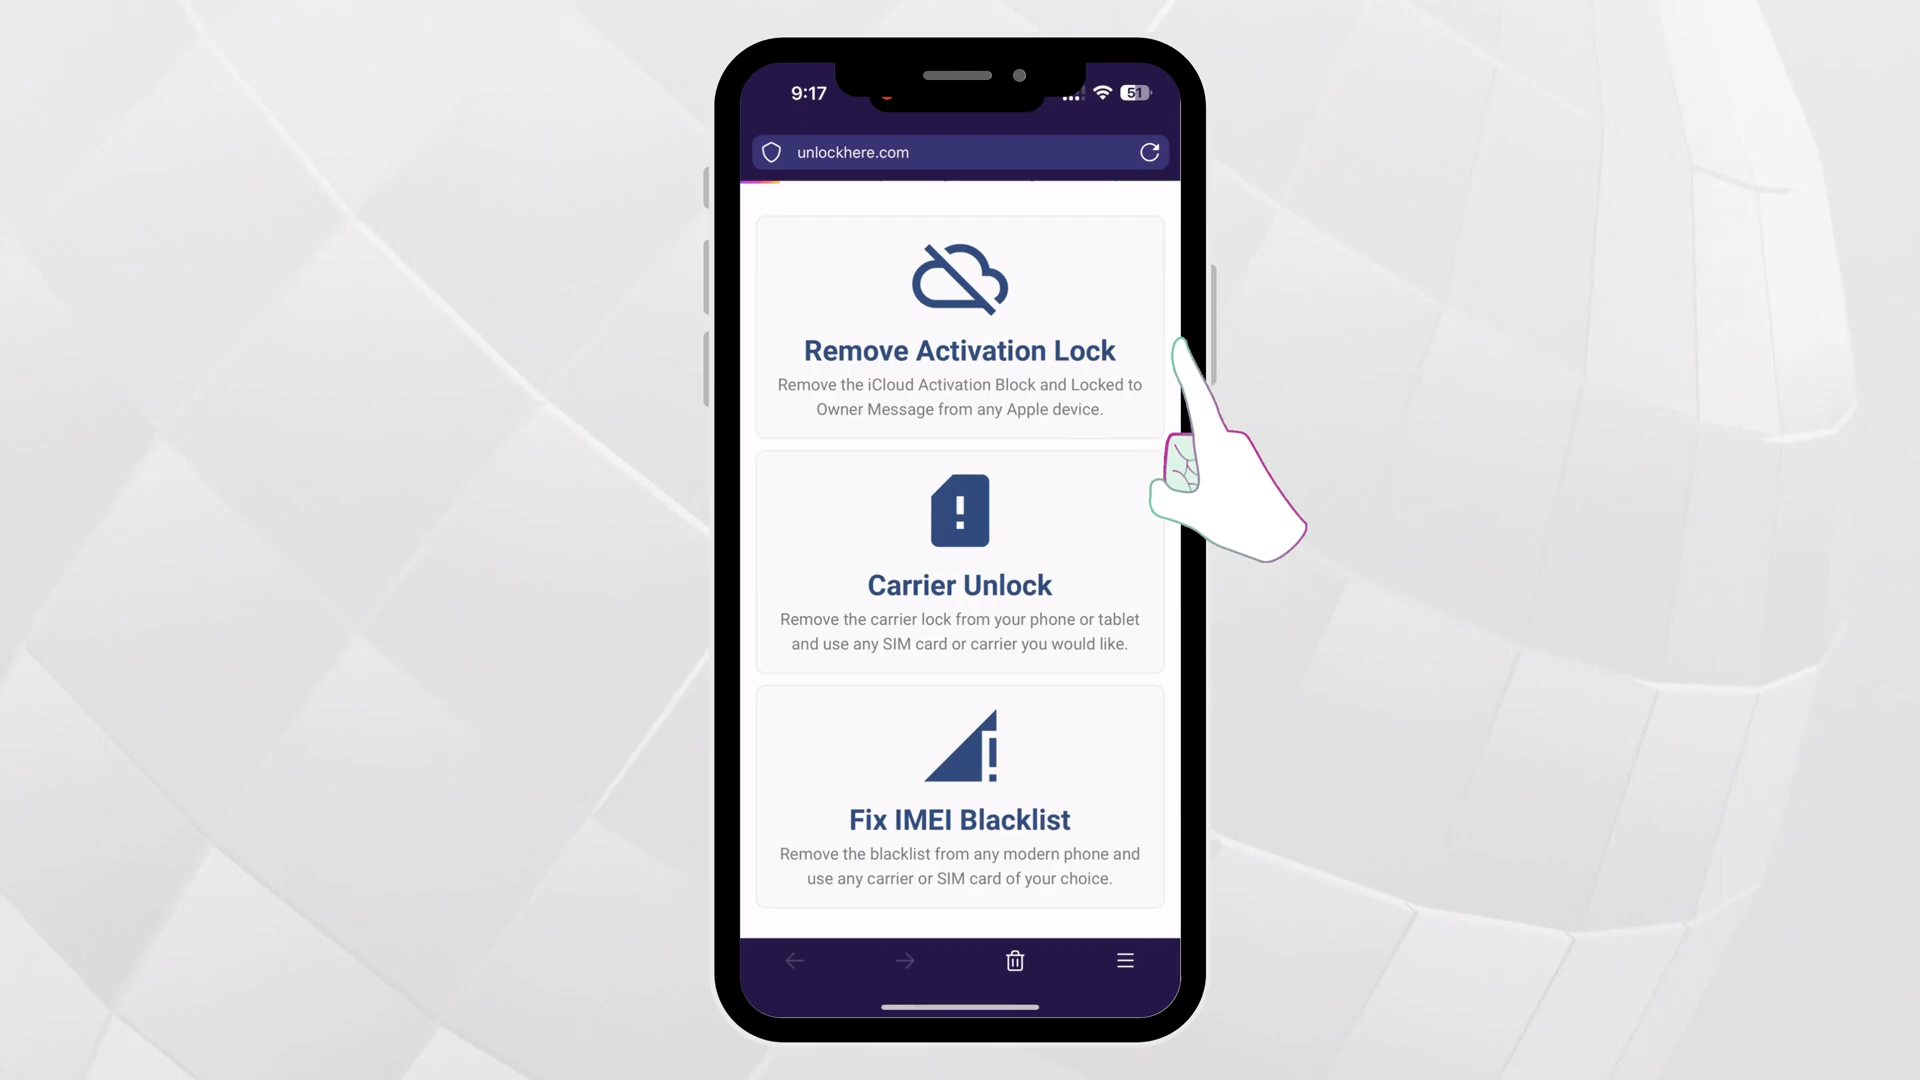 9:17
51
unlockhere.com
Remove Activation Lock
Remove the iCloud Activation Block and Locked to
Owner Message from any Apple device.
Carrier Unlock
Remove the carrier lock from your phone or tablet
and use any SIM card or carrier you would like.
Fix IMEI Blacklist
Remove the blacklist from any modern phone and
use any carrier or SIM card of your choice.